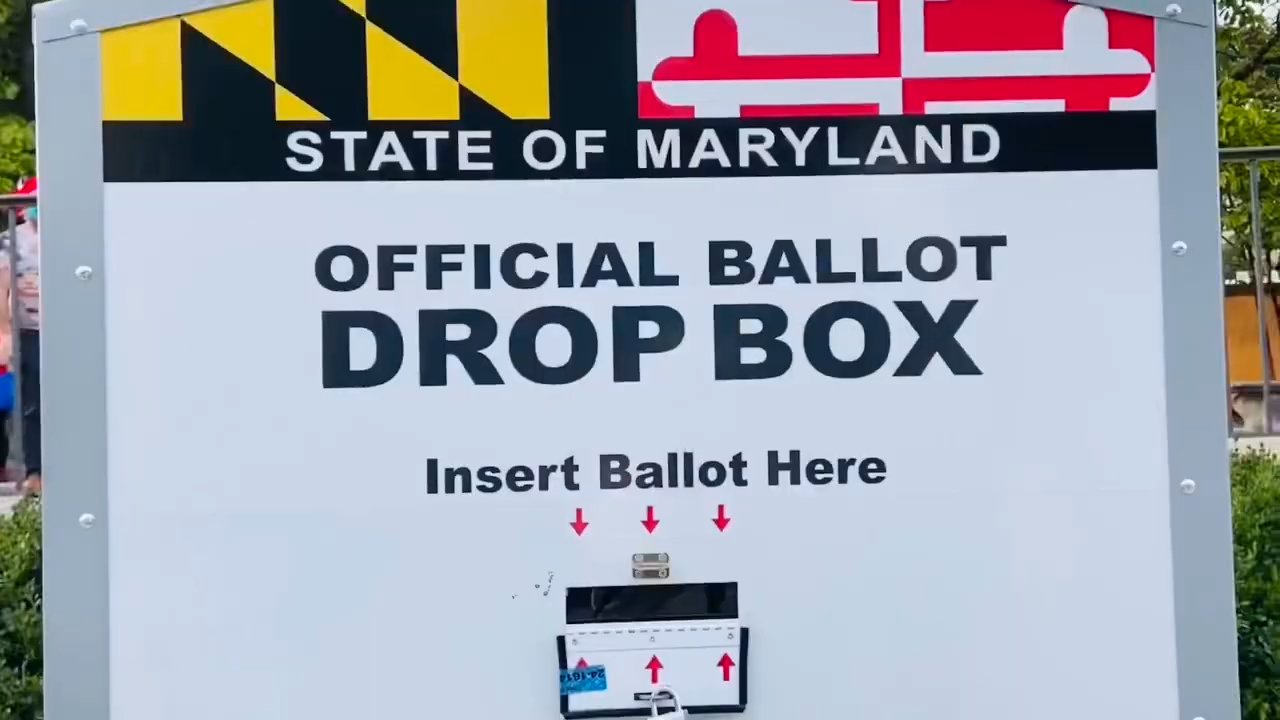 STATE OF MARYLAND
OFFICIAL BALLOT
DROP BOX
Insert Ballot Here